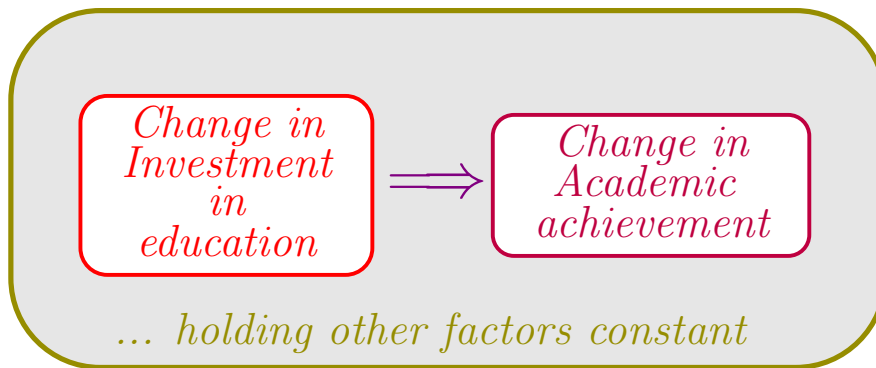 Change in
Investment
in
education
Change in
Academic
achievement
... holding other factors constant